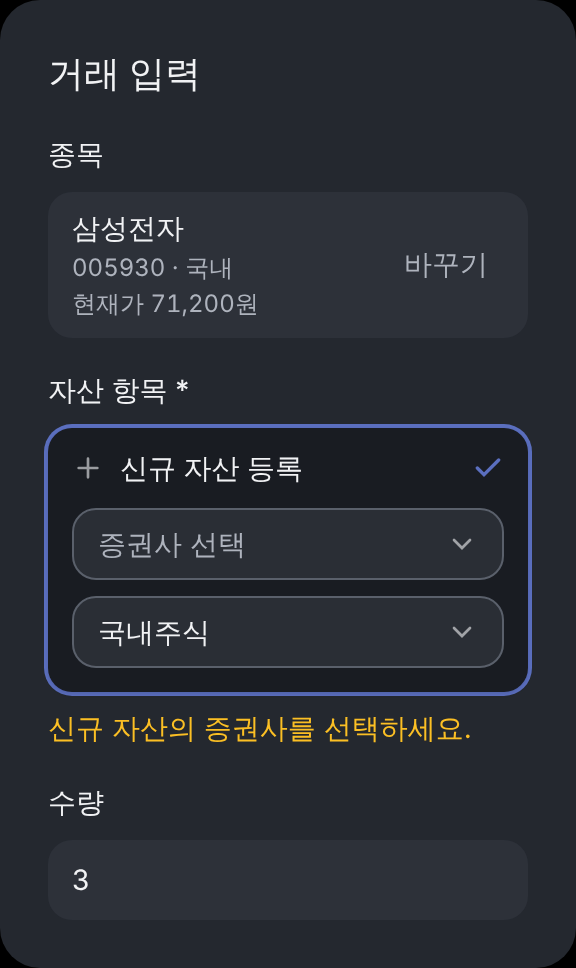 거래 입력
종목
삼성전자
005930 · 국내
바꾸기
현재가 71,200원
자산 항목 *
신규 자산 등록
증권사 선택
국내주식
신규 자산의 증권사를 선택하세요.
수량
3